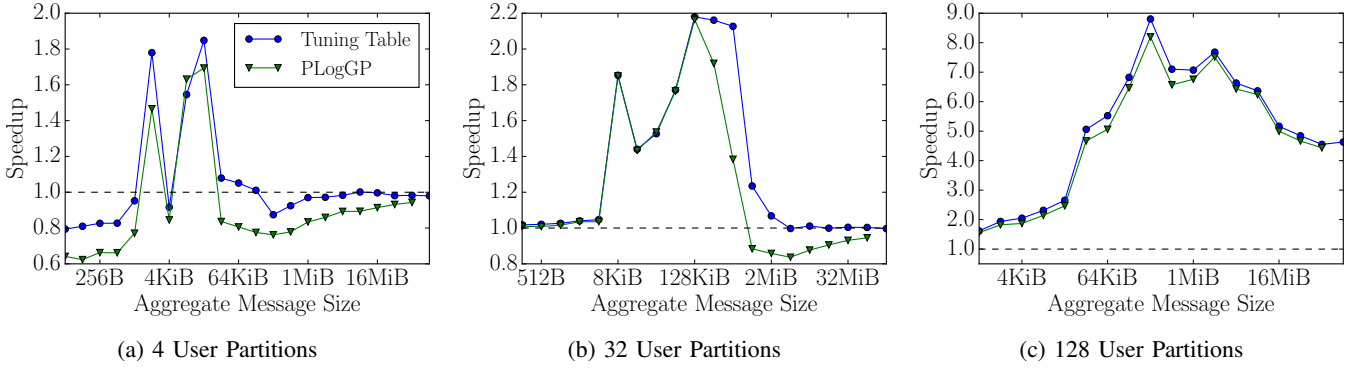 2.0
1.8
1.6
1.4
1.2
1.0
0.8
0.6
Speedup
256B 4KiB 64KiB 1MiB 16MiB
Aggregate Message Size
Tuning Table
PLogGP
(a) 4 User Partitions
2.2
2.0
1.8
1.6
1.4
1.2
1.0
0.8
Speedup
512B 8KiB 128KiB 2MiB 32MiB
Aggregate Message Size
(b) 32 User Partitions
9.0
8.0
7.0
6.0
5.0
4.0
3.0
2.0
1.0
Speedup
4KiB 64KiB 1MiB 16MiB
Aggregate Message Size
(c) 128 User Partitions